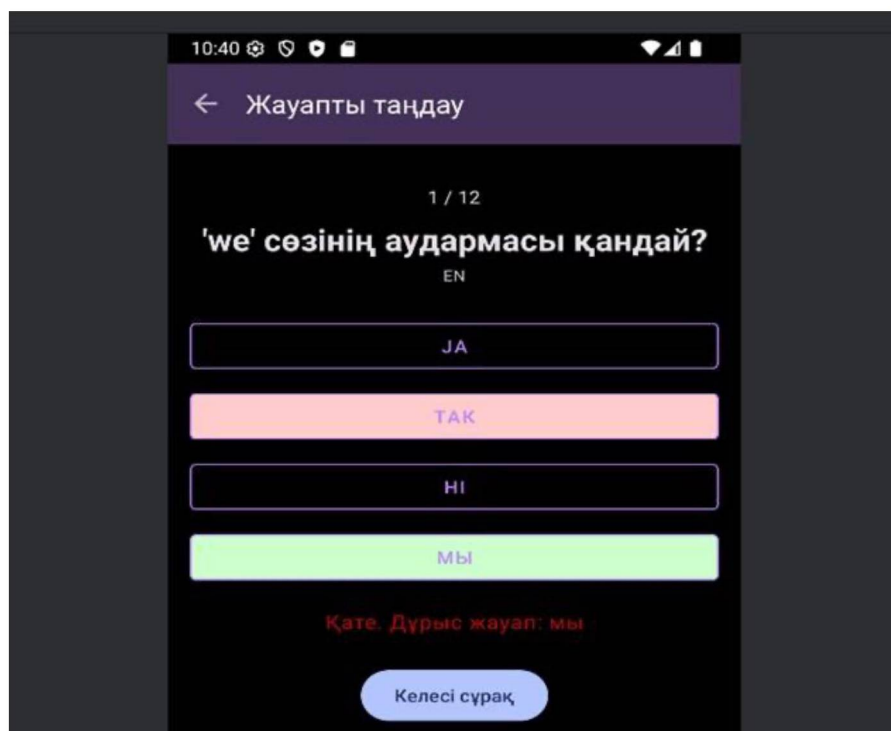 10:40
Жауапты таңдау
1 / 12
'we' сөзінің аудармасы қандай?
EN
JA
ТАК
НІ
МЫ
Қате. Дұрыс жауап: мы
Келесі сұрақ